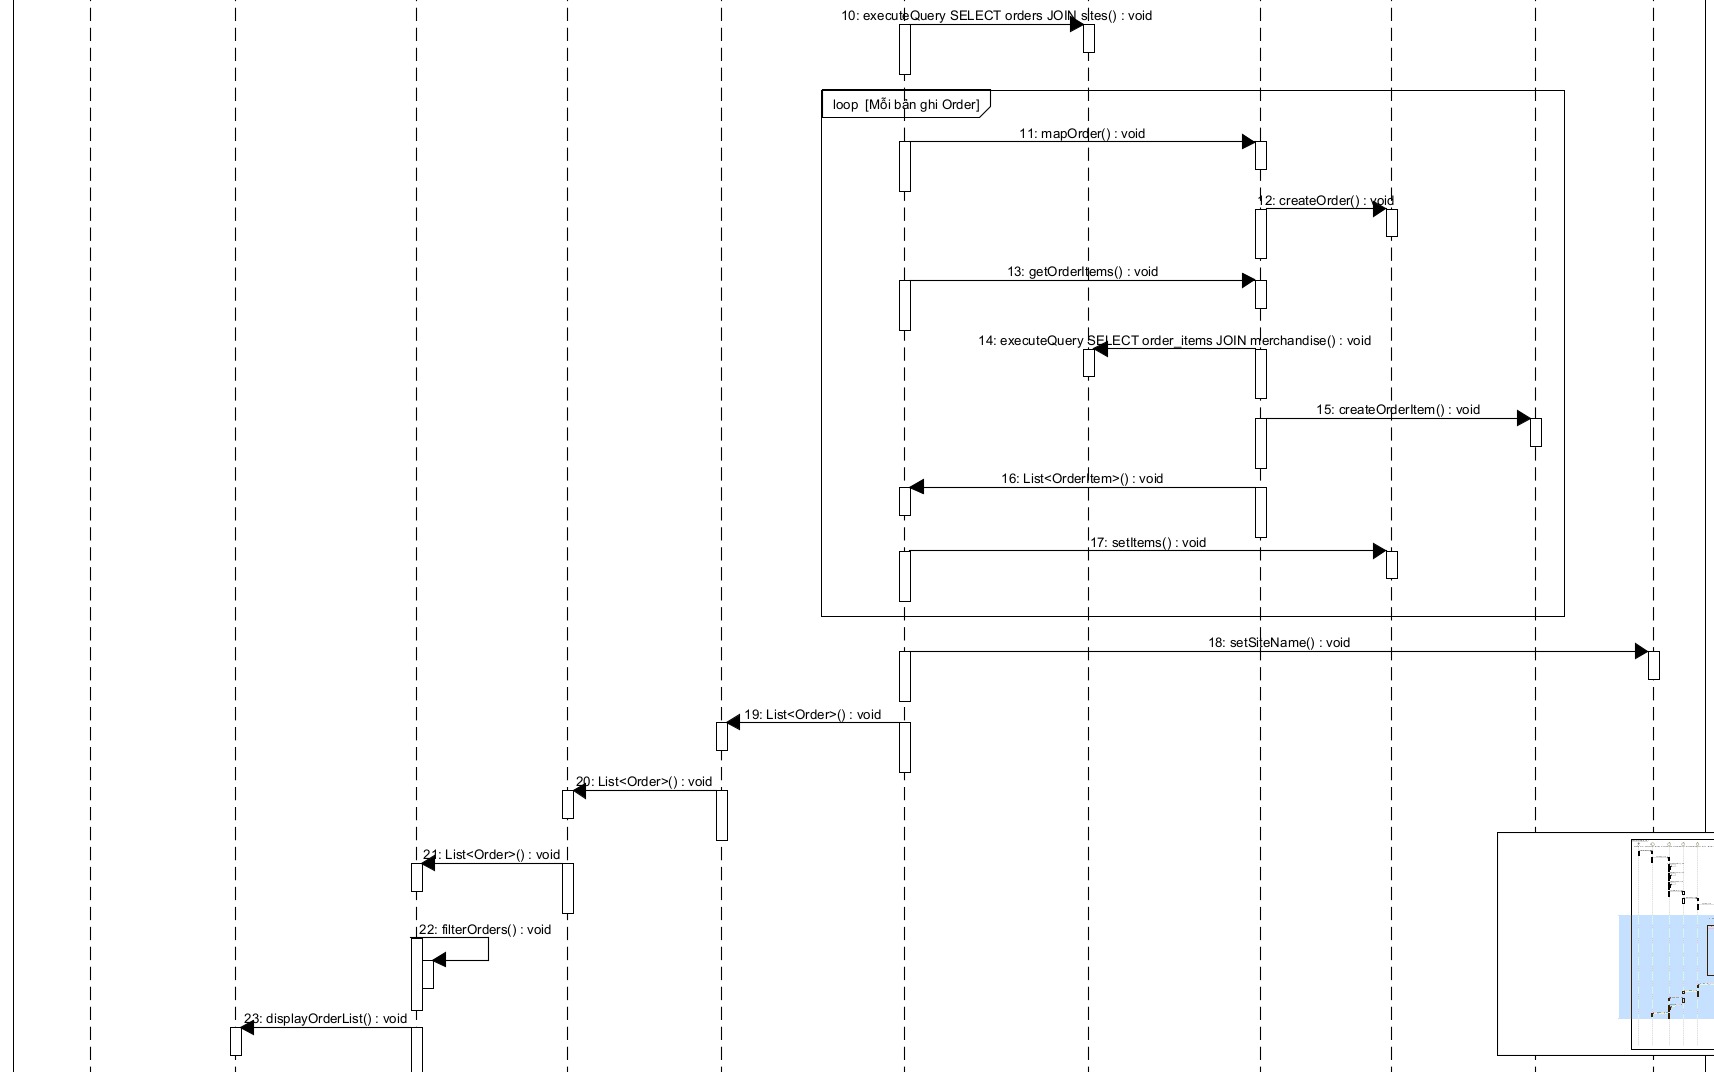 10: executeQuery SELECT orders JOIN sites() : void
loop [Mỗi bản ghi Order]
11: mapOrder() : void
12: createOrder() : void
13: getOrderItems() : void
14: executeQuery SELECT order_items JOIN merchandise() : void
15: createOrderItem() : void
16: List<OrderItem>() : void
17: setItems() : void
18: setSiteName() : void
19: List<Order>() : void
20: List<Order>() : void
21: List<Order>() : void
22: filterOrders() : void
23: displayOrderList() : void